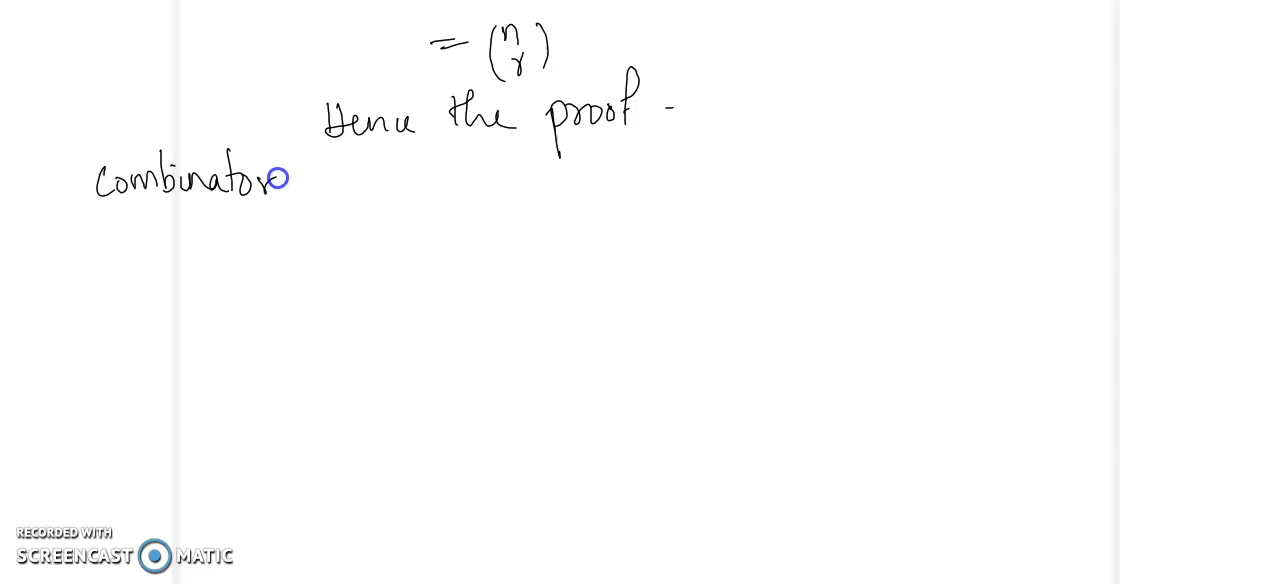 = (n r)
Hence the proof -
combinator
RECORDED WITH
SCREENCAST MATIC